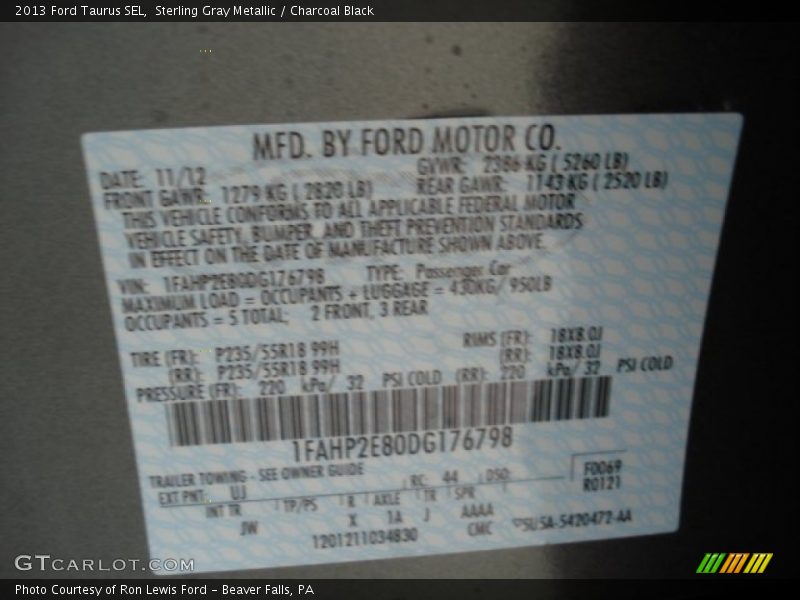 2013 Ford Taurus SEL, Sterling Gray Metallic / Charcoal Black
MFD. BY FORD MOTOR CO.
DATE: 11/12 GVWR: 2386 KG ( 5260 LB)
FRONT GAWR: 1279 KG ( 2820 LB) REAR GAWR: 1143 KG ( 2520 LB)
THIS VEHICLE CONFORMS TO ALL APPLICABLE FEDERAL MOTOR
VEHICLE SAFETY, BUMPER, AND THEFT PREVENTION STANDARDS
IN EFFECT ON THE DATE OF MANUFACTURE SHOWN ABOVE.
VIN: 1FAHP2E80DG176798 TYPE: Passenger Car
MAXIMUM LOAD = OCCUPANTS + LUGGAGE = 430KG/ 950LB
OCCUPANTS = 5 TOTAL; 2 FRONT, 3 REAR
TIRE (FR): P235/55R18 99H RIMS (FR): 18X8.0J
(RR): P235/55R18 99H (RR): 18X8.0J
PRESSURE (FR): 220 kPa/ 32 PSI COLD (RR): 220 kPa/ 32 PSI COLD
1FAHP2E80DG176798
TRAILER TOWING - SEE OWNER GUIDE F0069
EXT PNT: UJ RC: 44 DSO: R0121
INT TR TP/PS R AXLE TR SPR
JW X 1A J AAAA
1201211034830 CMC 5U5A-5420472-AA
GTCARLOT.COM
Photo Courtesy of Ron Lewis Ford - Beaver Falls, PA